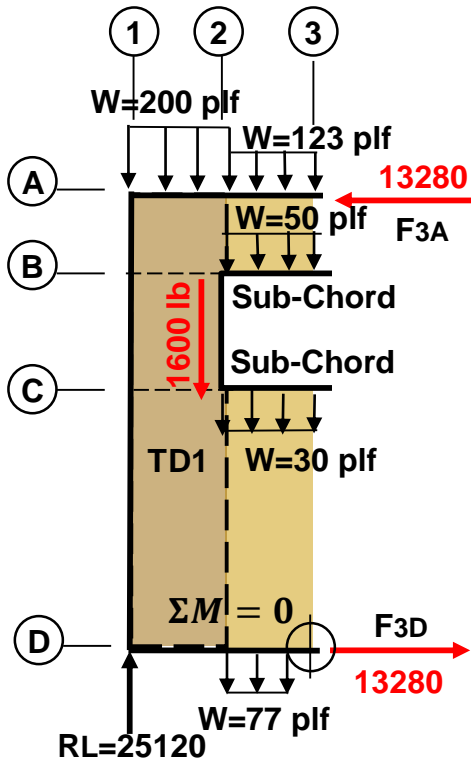 1 2 3
W=200 plf
W=123 plf
A
13280
W=50 plf
F3A
B
Sub-Chord
1600 lb
Sub-Chord
C
TD1
W=30 plf
ΣM = 0
F3D
D
13280
W=77 plf
RL=25120